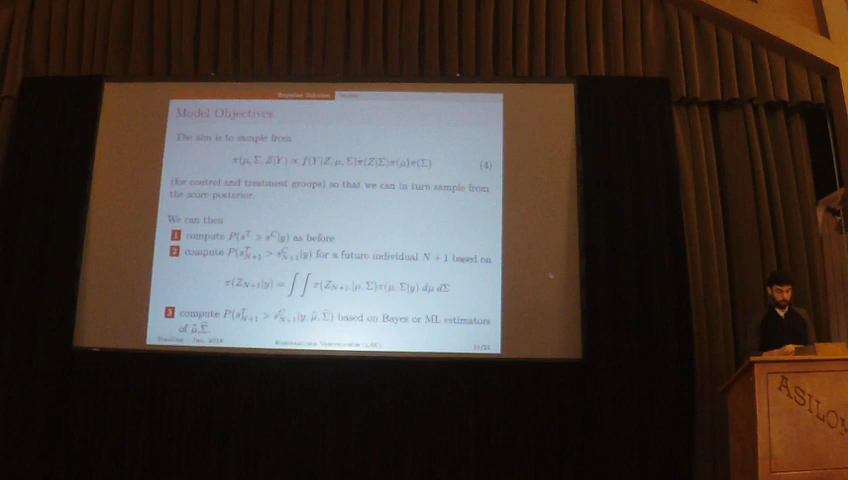 Bayesian Solution
Model Objectives
The aim is to sample from
π(μ, Σ, Z|Y) ∝ f(Y|Z, μ, Σ)π(Z|Σ)π(μ)π(Σ) (4)
(for control and treatment groups) so that we can in turn sample from
the score posterior.
We can then
1 compute P(s^T > s^C|y) as before
2 compute P(s^T_{N+1} > s^C_{N+1}|y) for a future individual N + 1 based on
π(Z_{N+1}|y) = ∫ ∫ π(Z_{N+1}|μ, Σ)π(μ, Σ|y) dμ dΣ
3 compute P(s^T_{N+1} > s^C_{N+1}|y, μ̂, Σ̂) based on Bayes or ML estimators
of μ̂,Σ̂.
ASILOM